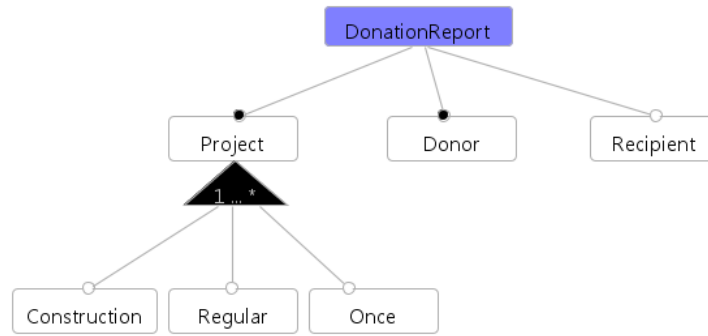 DonationReport
Project Donor Recipient
1 ... *
Construction Regular Once